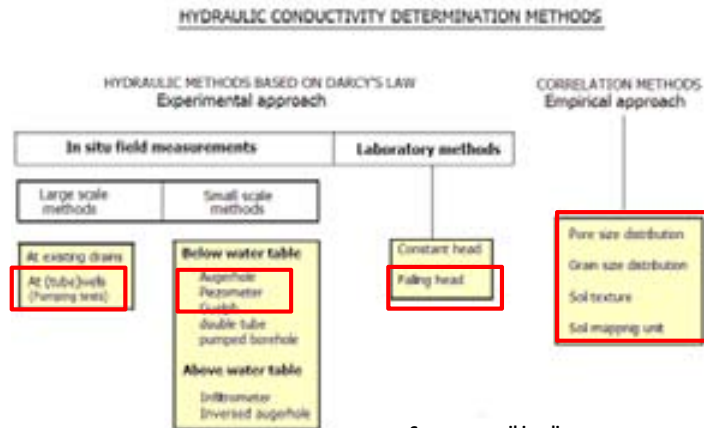 HYDRAULIC CONDUCTIVITY DETERMINATION METHODS
HYDRAULIC METHODS BASED ON DARCY'S LAW
Experimental approach
CORRELATION METHODS
Empirical approach
In situ field measurements
Laboratory methods
Large scale
methods
Small scale
methods
At existing drains
At (tube)wells
(Pumping tests)
Below water table
Augerhole
Piezometer
double tube
pumped borehole
Above water table
Infiltrometer
Inversed augerhole
Constant head
Falling head
Pore size distribution
Grain size distribution
Soil texture
Soil mapping unit